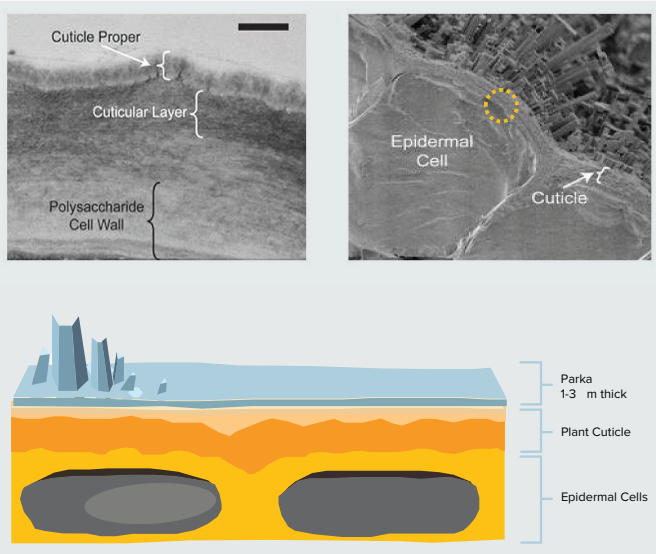 Cuticle Proper
Cuticular Layer
Polysaccharide
Cell Wall
Epidermal
Cell
Cuticle
Parka
1-3 m thick
Plant Cuticle
Epidermal Cells